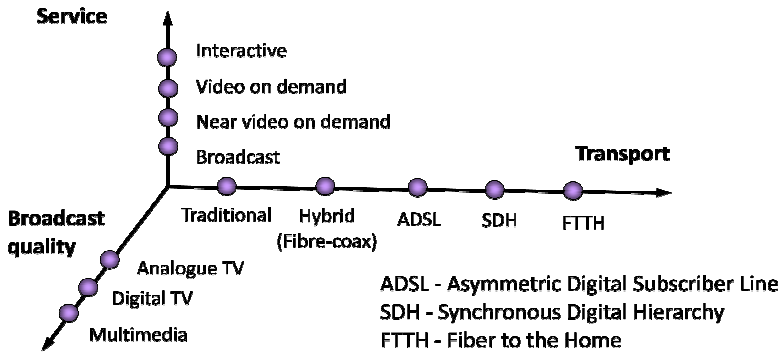 Service
Interactive
Video on demand
Near video on demand
Broadcast
Transport
Traditional
Hybrid
(Fibre-coax)
ADSL
SDH
FTTH
Broadcast
quality
Analogue TV
Digital TV
Multimedia
ADSL - Asymmetric Digital Subscriber Line
SDH - Synchronous Digital Hierarchy
FTTH - Fiber to the Home